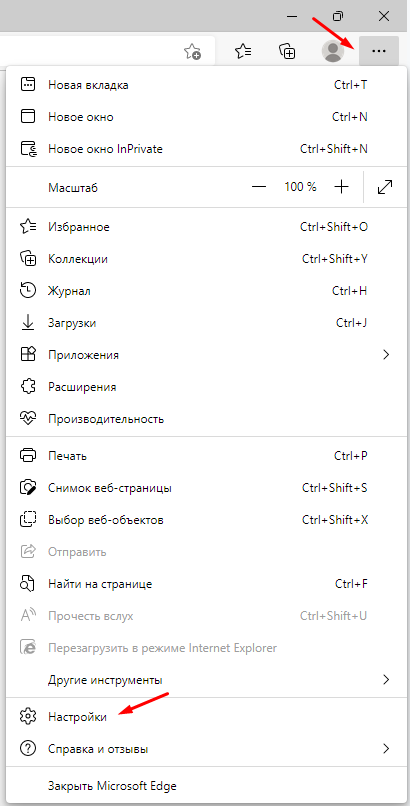 Новая вкладка Ctrl+T
Новое окно Ctrl+N
Новое окно InPrivate Ctrl+Shift+N
Масштаб — 100 % +
Избранное Ctrl+Shift+O
Коллекции Ctrl+Shift+Y
Журнал Ctrl+H
Загрузки Ctrl+J
Приложения
Расширения
Производительность
Печать Ctrl+P
Снимок веб-страницы Ctrl+Shift+S
Выбор веб-объектов Ctrl+Shift+X
Отправить
Найти на странице Ctrl+F
Прочесть вслух Ctrl+Shift+U
Перезагрузить в режиме Internet Explorer
Другие инструменты
Настройки
Справка и отзывы
Закрыть Microsoft Edge